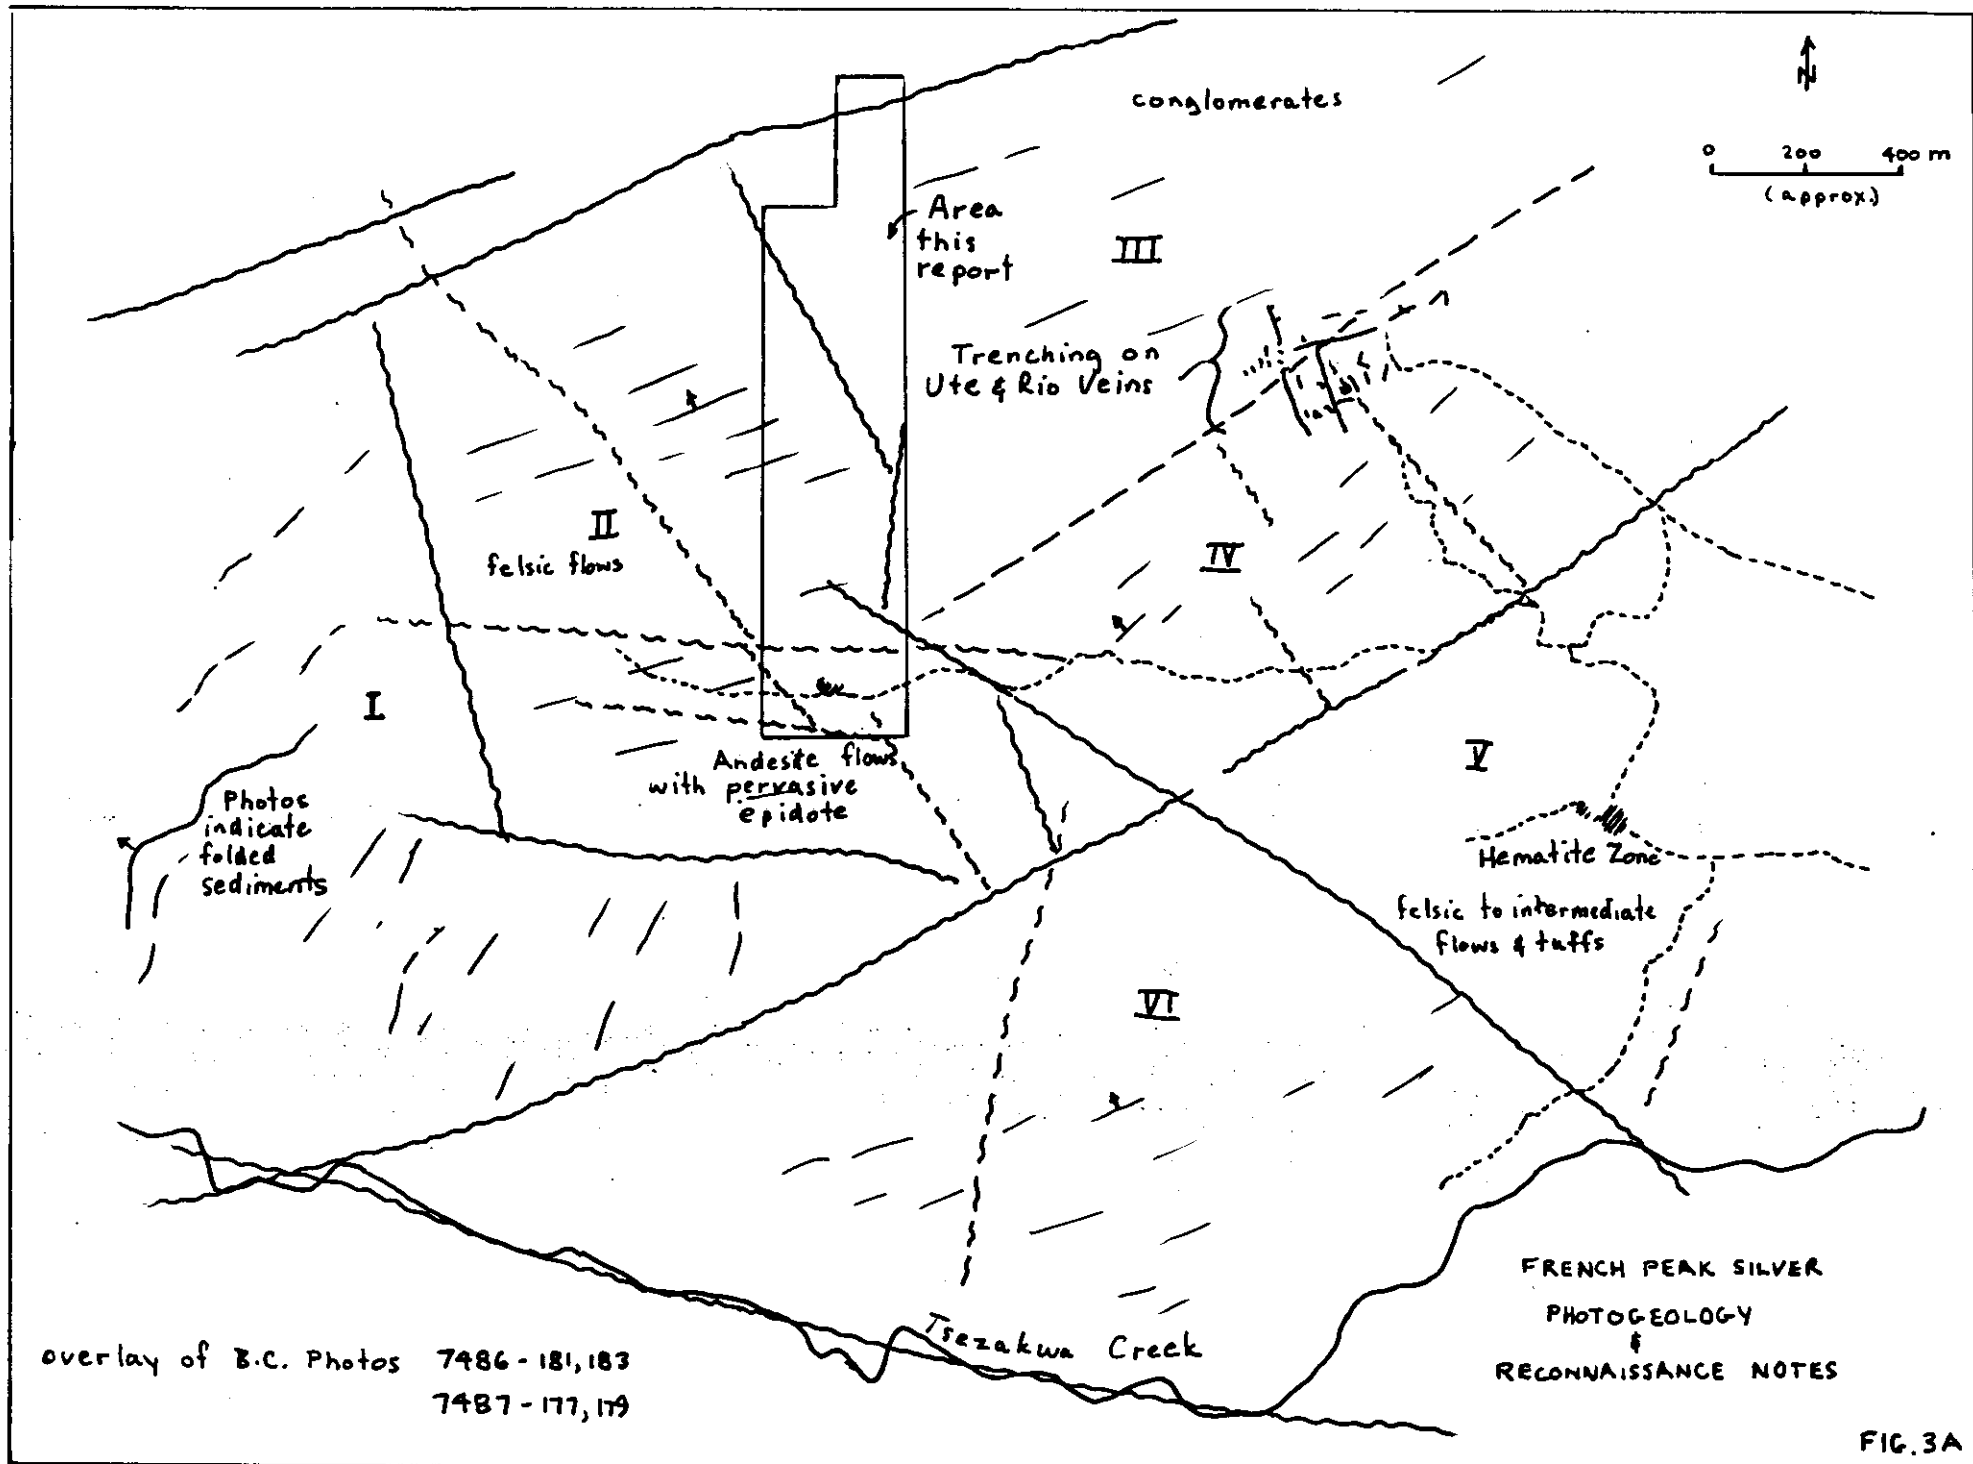 conglomerates
N
0 200 400 m
(approx.)
Area
this
report
III
Trenching on
Ute & Rio Veins
II
felsic flows
IV
I
V
Andesite flows
with pervasive
epidote
Photos
indicate
folded
sediments
Hematite Zone
felsic to intermediate
flows & tuffs
VI
Tsezakwa Creek
FRENCH PEAK SILVER
PHOTOGEOLOGY
&
RECONNAISSANCE NOTES
overlay of B.C. Photos 7486-181,183
7487-177,179
FIG. 3A